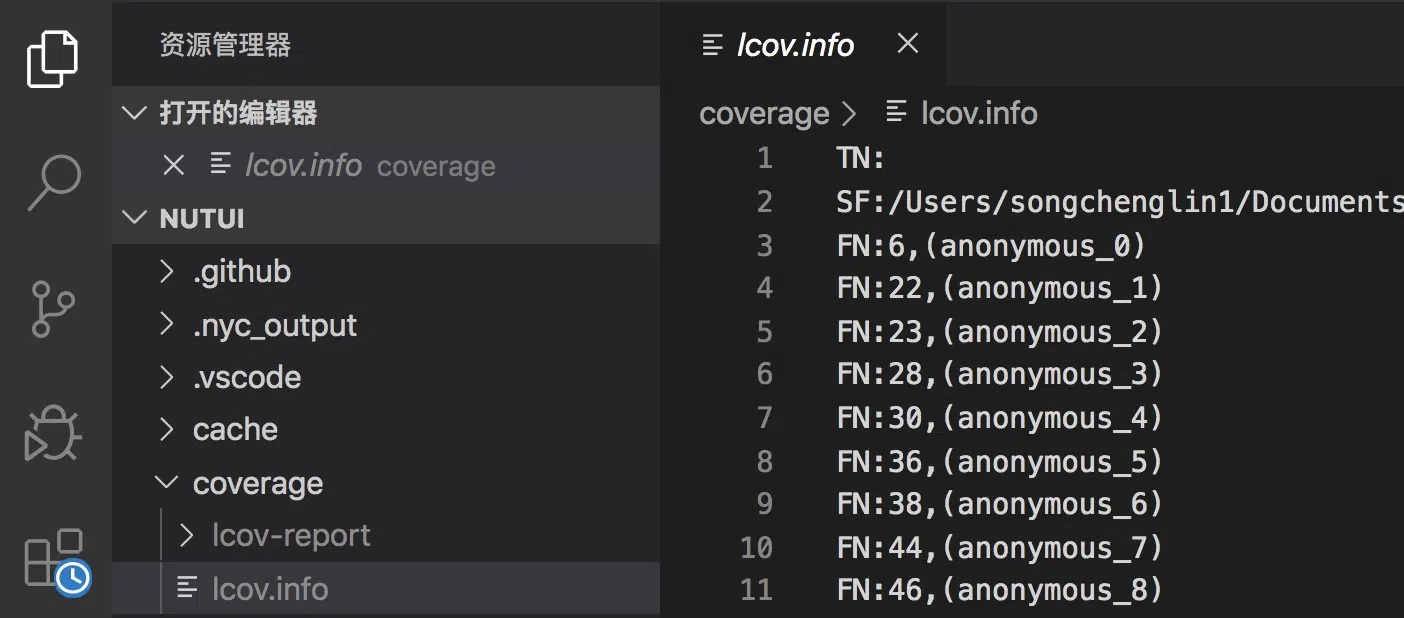 资源管理器
打开的编辑器
lcov.info coverage
NUTUI
.github
.nyc_output
.vscode
cache
coverage
lcov-report
lcov.info
lcov.info
coverage > lcov.info
1 TN:
2 SF:/Users/songchenglin1/Documents
3 FN:6,(anonymous_0)
4 FN:22,(anonymous_1)
5 FN:23,(anonymous_2)
6 FN:28,(anonymous_3)
7 FN:30,(anonymous_4)
8 FN:36,(anonymous_5)
9 FN:38,(anonymous_6)
10 FN:44,(anonymous_7)
11 FN:46,(anonymous_8)